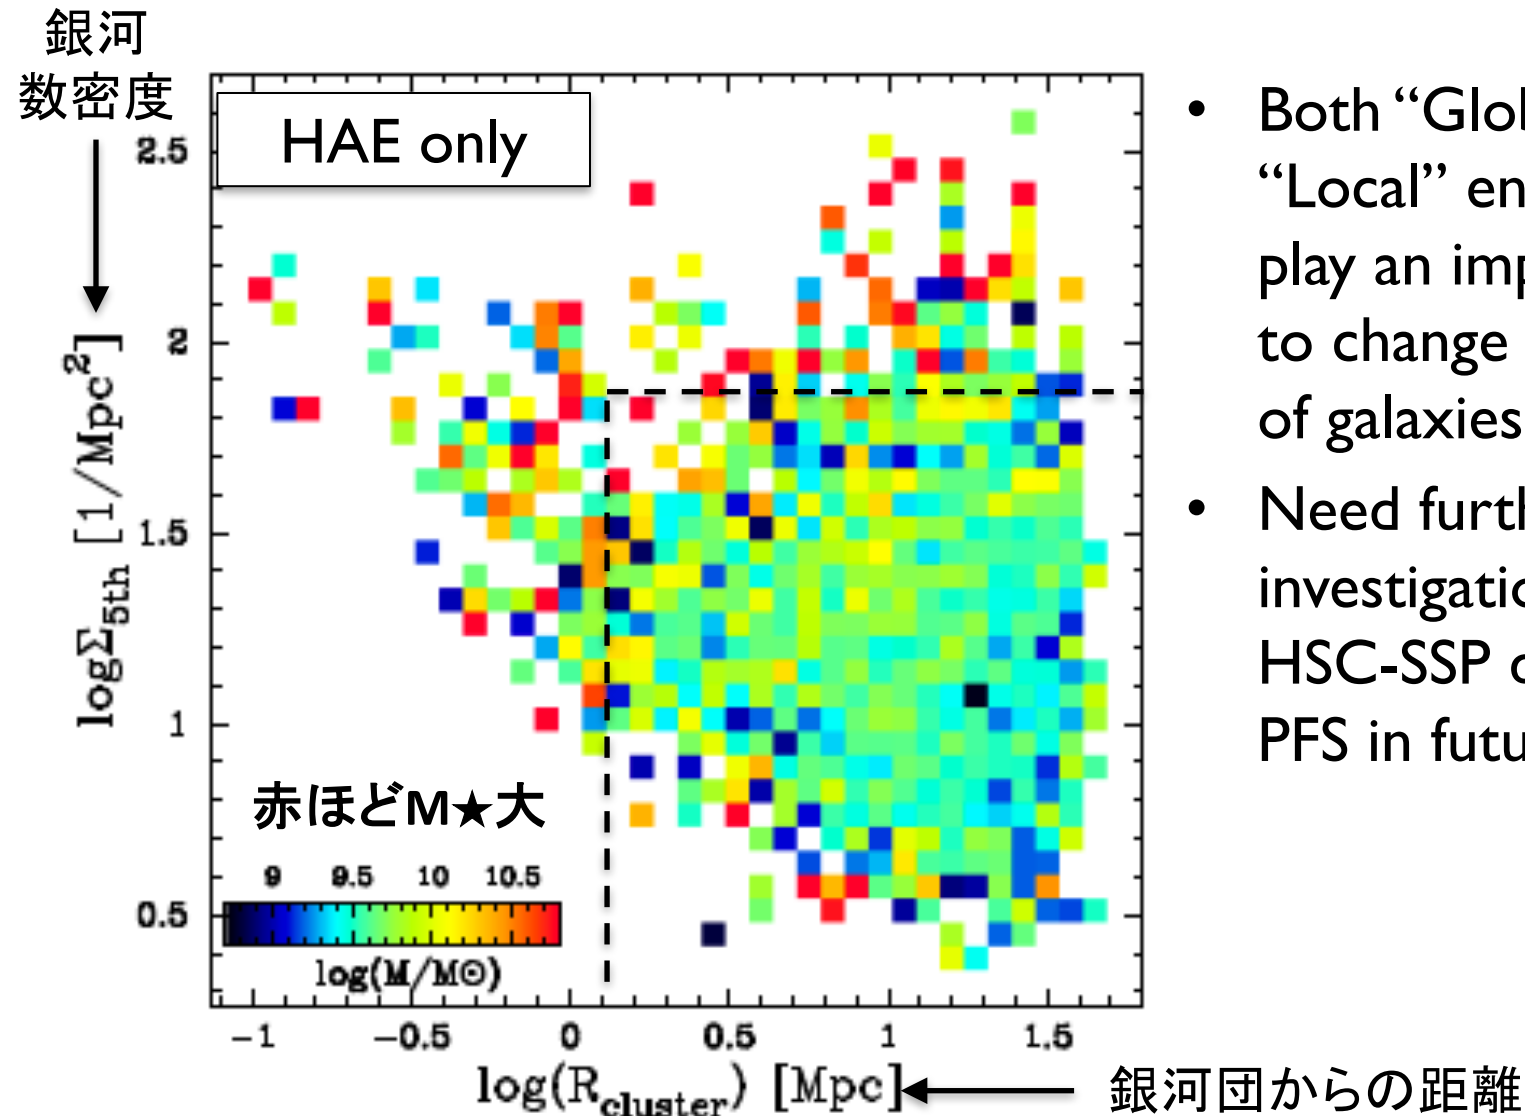 銀河
数密度
HAE only
2.5
2
1.5
1
0.5
logΣ5th [1/Mpc²]
赤ほどM★大
9 9.5 10 10.5
log(M/M⊙)
−1 −0.5 0 0.5 1 1.5
log(Rcluster) [Mpc]
銀河団からの距離
• Both “Glo
“Local” en
play an imp
to change
of galaxies
• Need furth
investigatio
HSC-SSP
PFS in futu